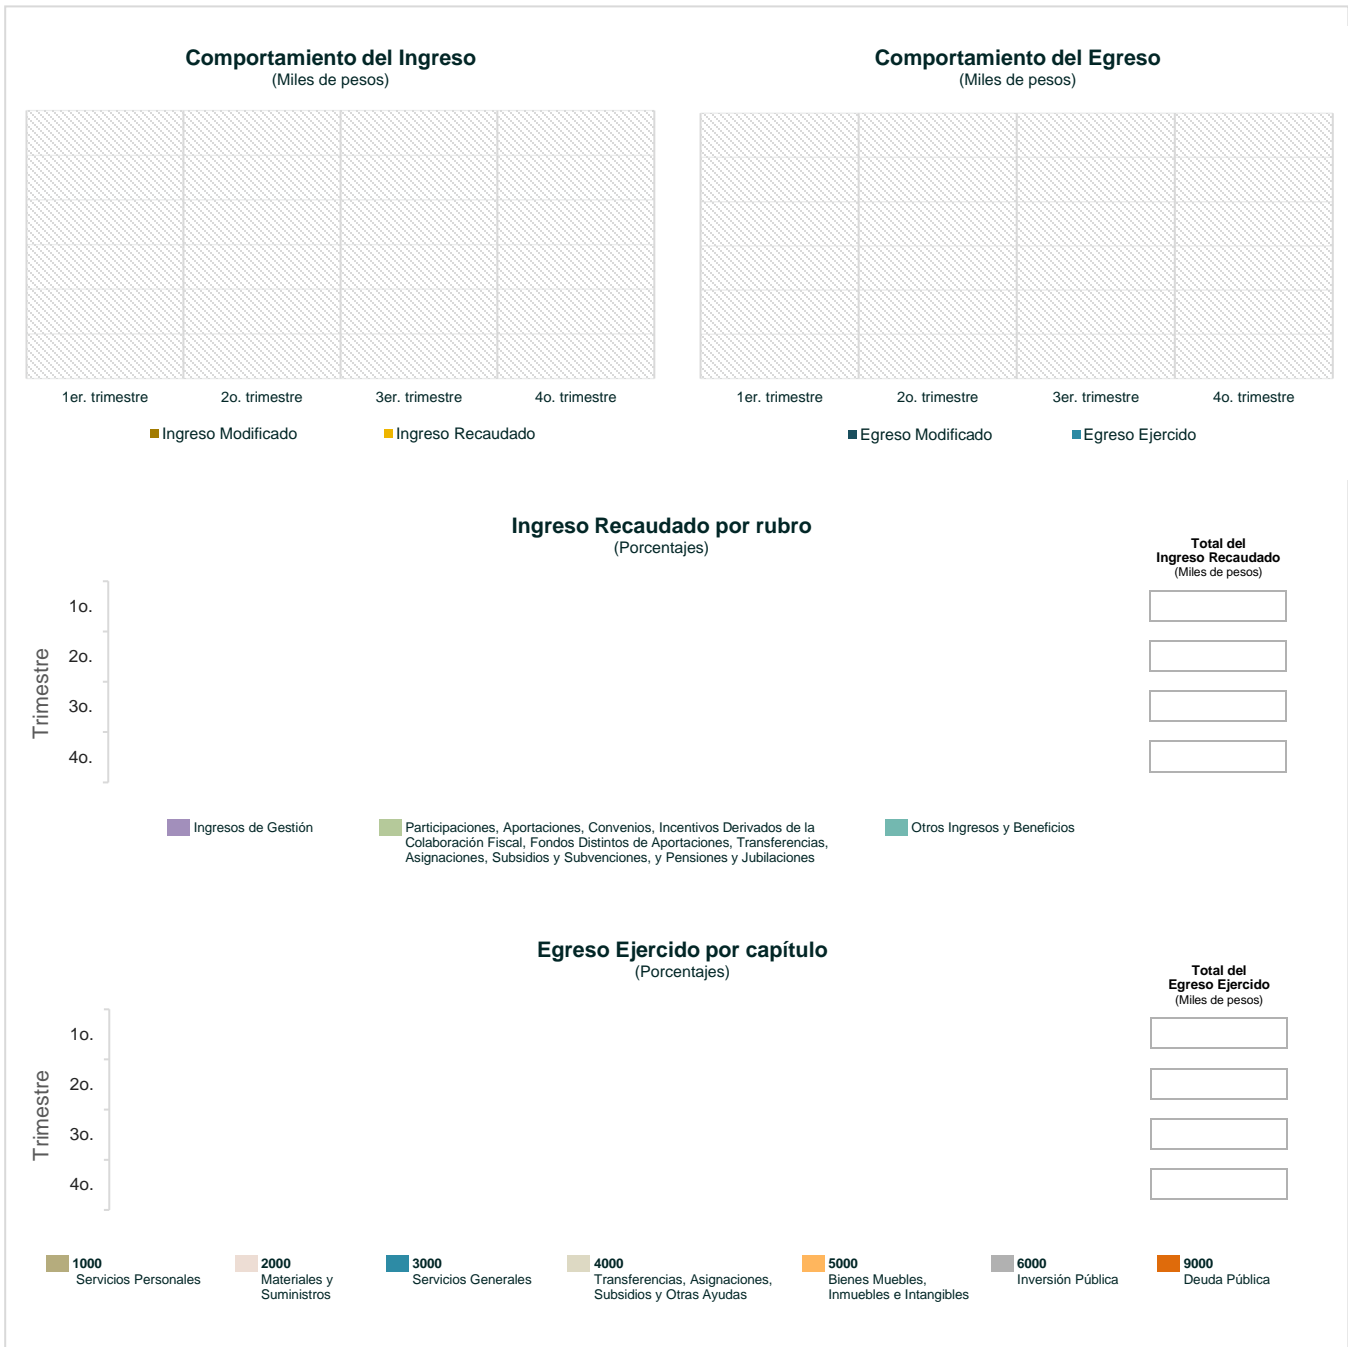 Comportamiento del Ingreso
(Miles de pesos)
1er. trimestre
2o. trimestre
3er. trimestre
4o. trimestre
Ingreso Modificado
Ingreso Recaudado
Comportamiento del Egreso
(Miles de pesos)
1er. trimestre
2o. trimestre
3er. trimestre
4o. trimestre
Egreso Modificado
Egreso Ejercido
Ingreso Recaudado por rubro
(Porcentajes)
Total del
Ingreso Recaudado
(Miles de pesos)
Trimestre
1o.
2o.
3o.
4o.
Ingresos de Gestión
Participaciones, Aportaciones, Convenios, Incentivos Derivados de la
Colaboración Fiscal, Fondos Distintos de Aportaciones, Transferencias,
Asignaciones, Subsidios y Subvenciones, y Pensiones y Jubilaciones
Otros Ingresos y Beneficios
Egreso Ejercido por capítulo
(Porcentajes)
Total del
Egreso Ejercido
(Miles de pesos)
Trimestre
1o.
2o.
3o.
4o.
1000
Servicios Personales
2000
Materiales y
Suministros
3000
Servicios Generales
4000
Transferencias, Asignaciones,
Subsidios y Otras Ayudas
5000
Bienes Muebles,
Inmuebles e Intangibles
6000
Inversión Pública
9000
Deuda Pública